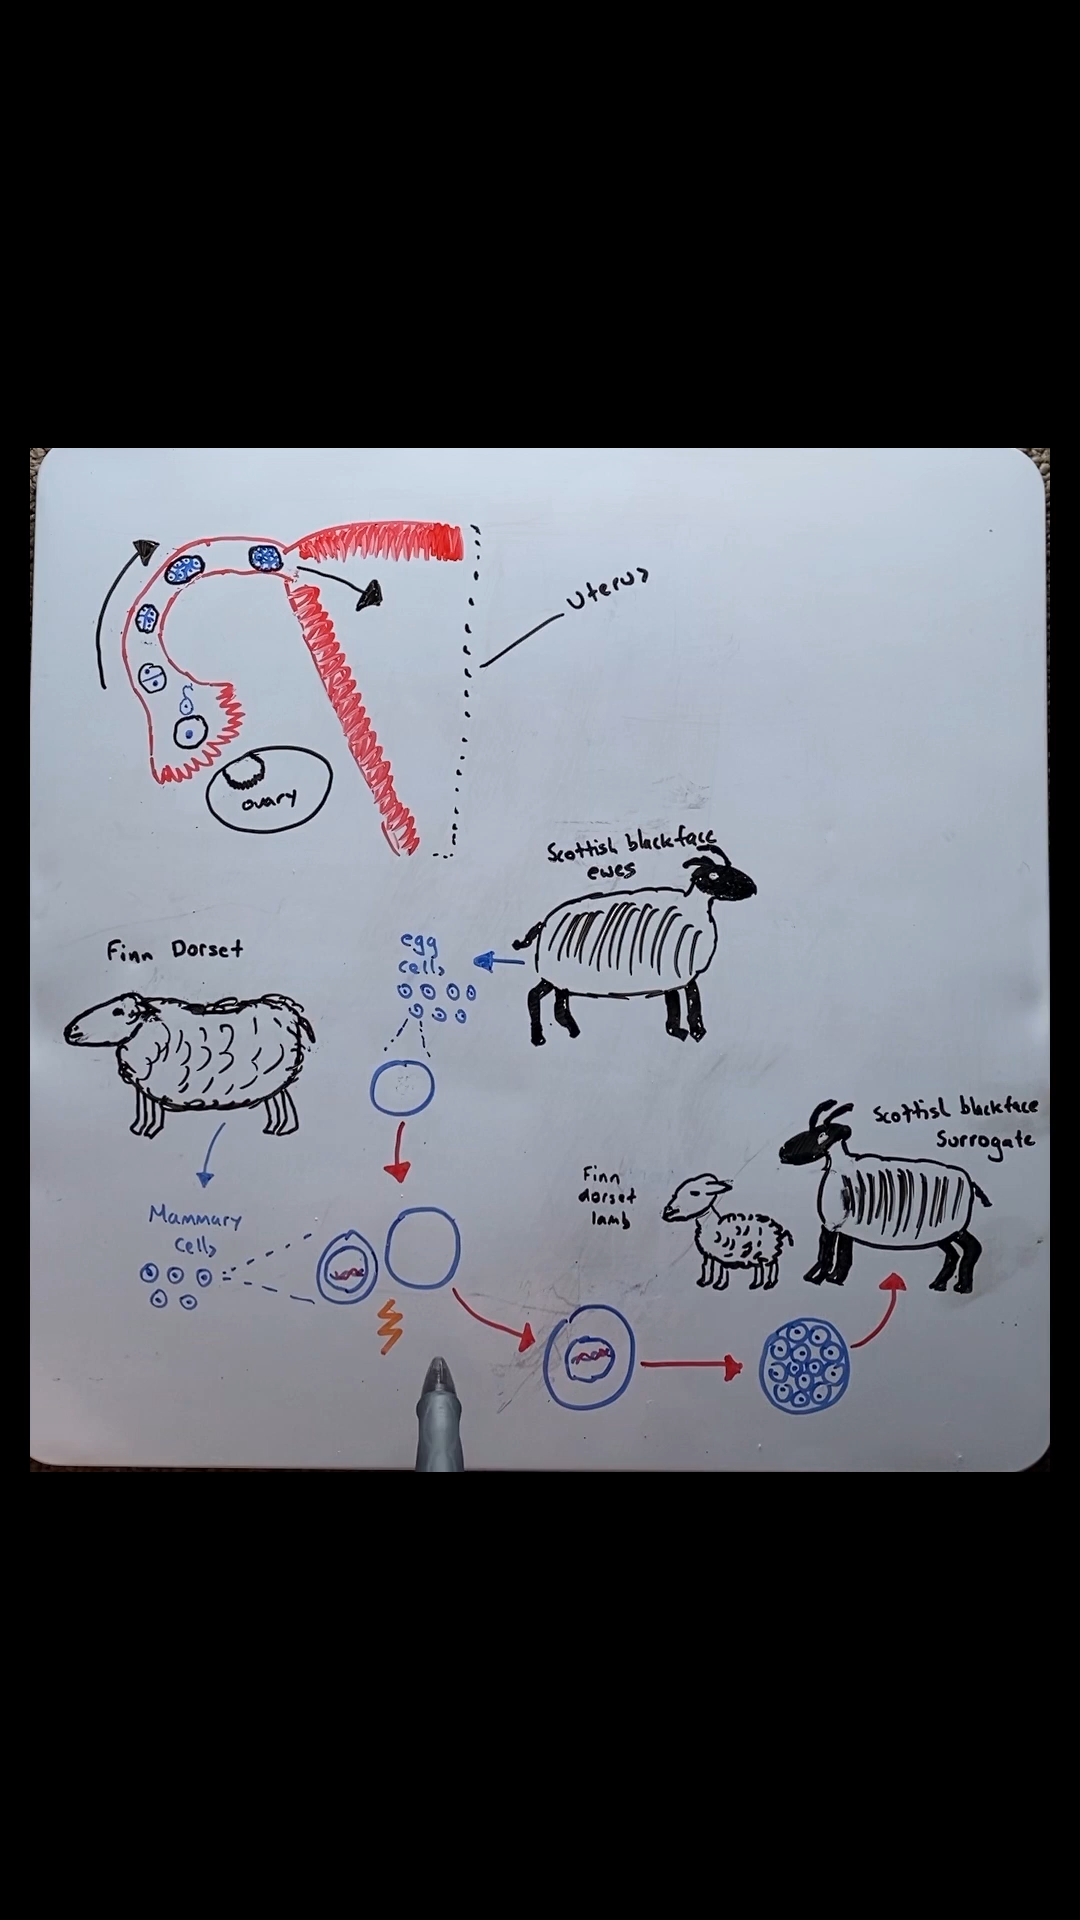 uterus
ovary
Scottish blackface
ewes
egg
cells
Finn Dorset
Scottish blackface
Surrogate
Finn
dorset
lamb
Mammary
Cells